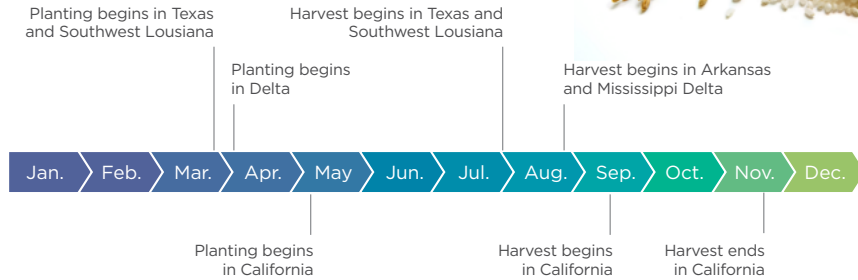 Planting begins in Texas
and Southwest Lousiana
Harvest begins in Texas and
Southwest Lousiana
Planting begins
in Delta
Harvest begins in Arkansas
and Mississippi Delta
Jan.
Feb.
Mar.
Apr.
May
Jun.
Jul.
Aug.
Sep.
Oct.
Nov.
Dec.
Planting begins
in California
Harvest begins
in California
Harvest ends
in California